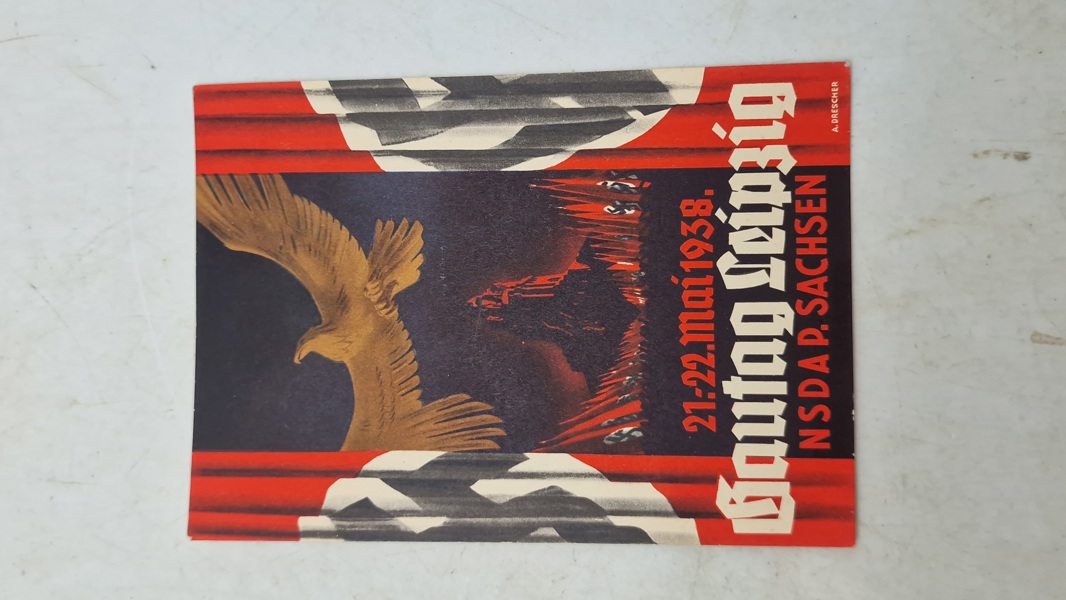 21.-22. Mai 1938.
Gautag Leipzig
NSDAP. SACHSEN
A. DRESCHER